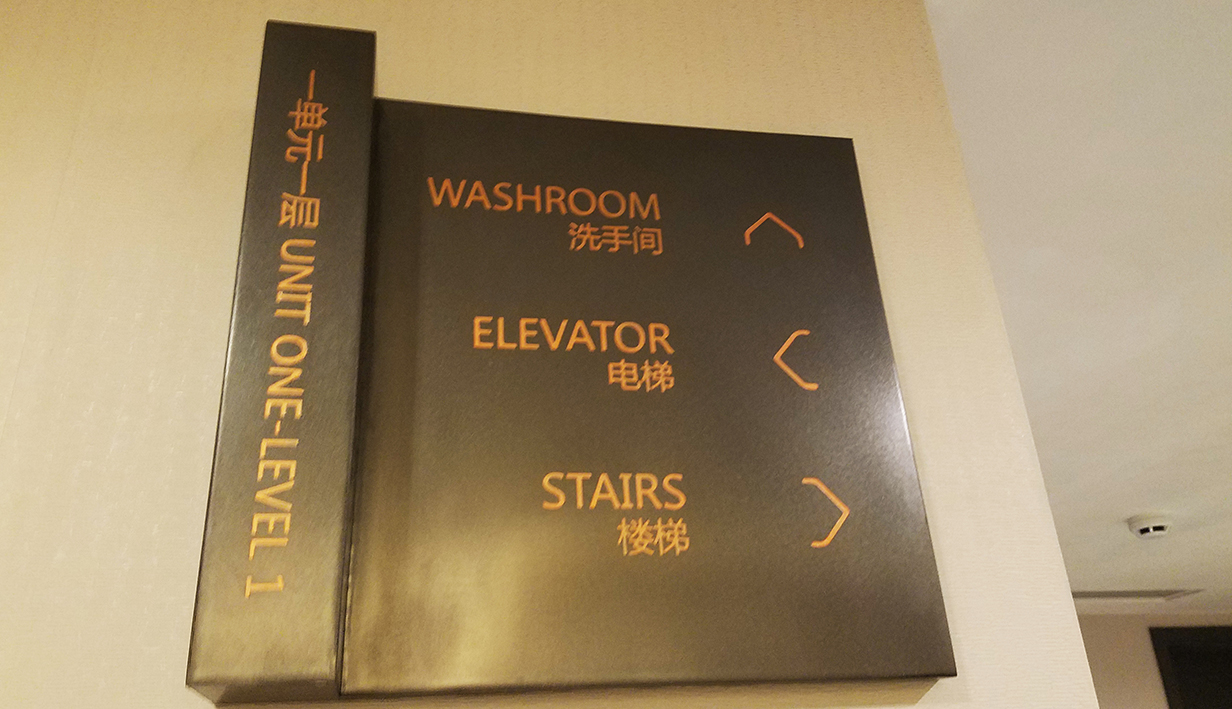 一单元一层 UNIT ONE-LEVEL 1
WASHROOM
洗手间
ELEVATOR
电梯
STAIRS
楼梯